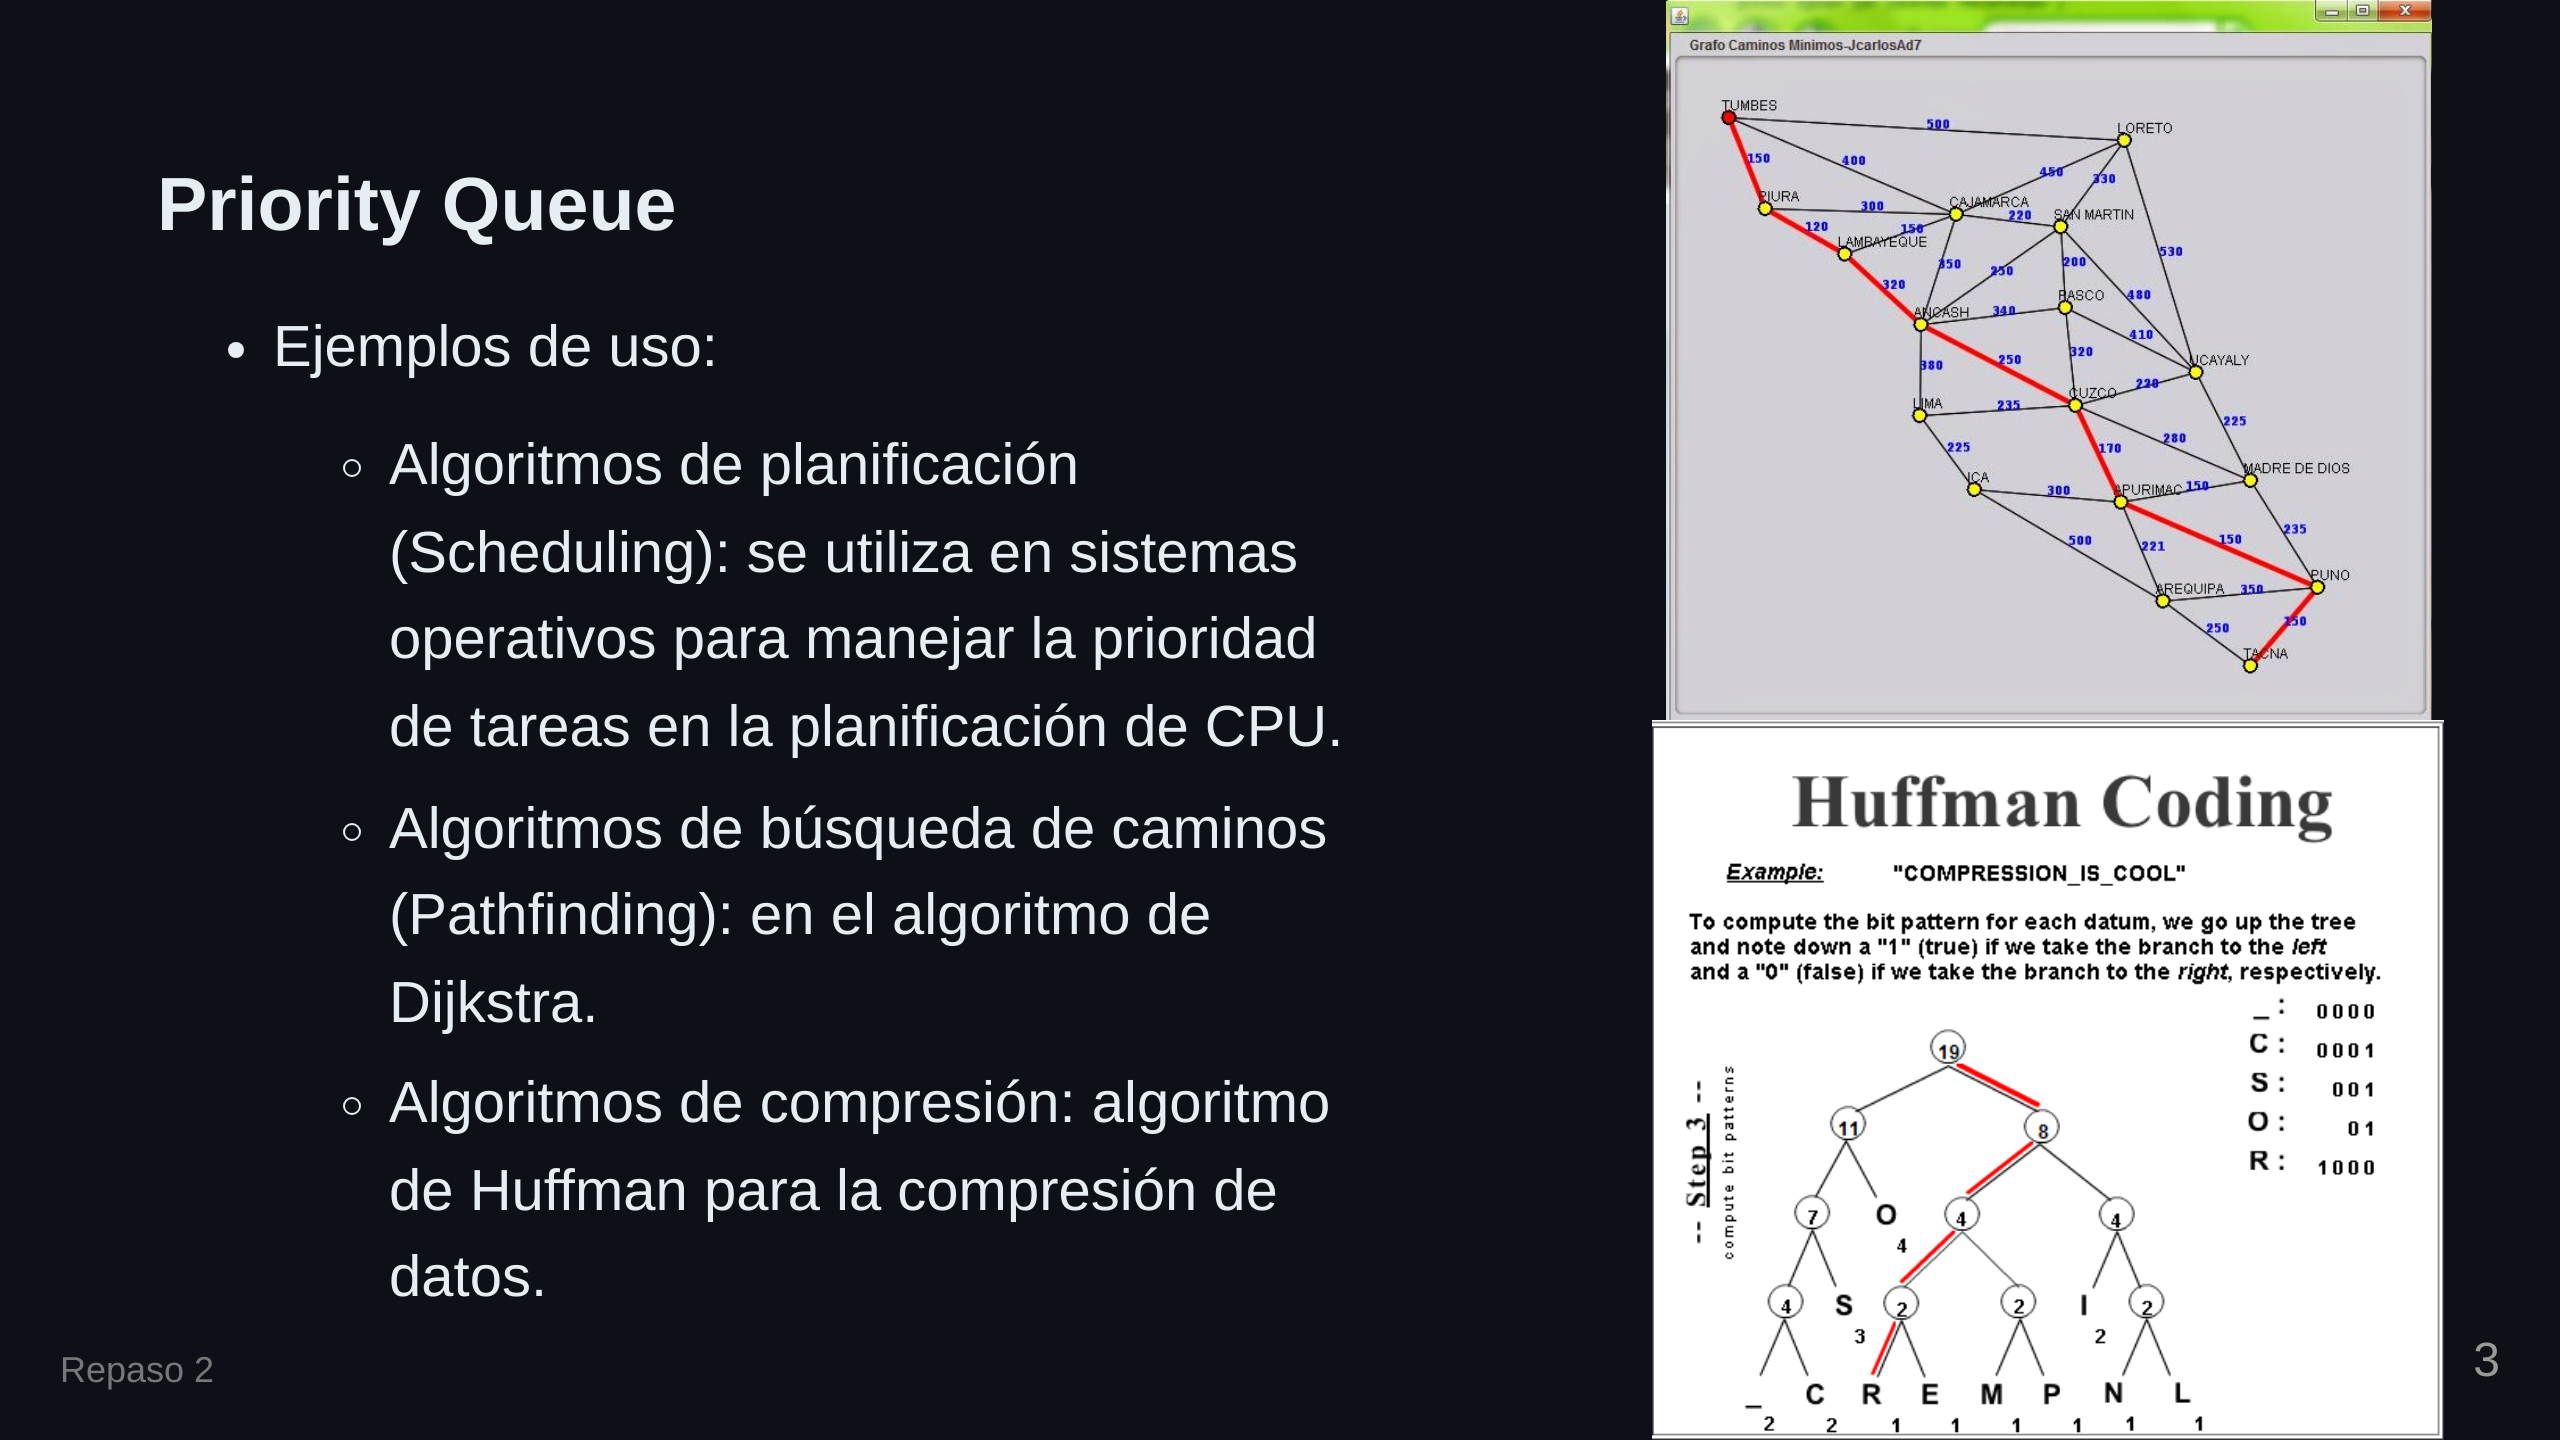 Priority Queue
Ejemplos de uso:
Algoritmos de planificación
(Scheduling): se utiliza en sistemas
operativos para manejar la prioridad
de tareas en la planificación de CPU.
Algoritmos de búsqueda de caminos
(Pathfinding): en el algoritmo de
Dijkstra.
Algoritmos de compresión: algoritmo
de Huffman para la compresión de
datos.
Repaso 2
3
Grafo Caminos Minimos-JcarlosAd7
TUMBES
500
LORETO
150
400
450
330
PIURA
300
CAJAMARCA
220
SAN MARTIN
120
150
LAMBAYEQUE
530
350
250
200
320
PASCO
480
ANCASH
340
410
380
250
320
UCAYALY
220
CUZCO
LIMA
235
225
225
170
280
MADRE DE DIOS
ICA
300
APURIMAC
150
235
500
221
150
PUNO
AREQUIPA
350
250
150
TACNA
Huffman Coding
Example: "COMPRESSION_IS_COOL"
To compute the bit pattern for each datum, we go up the tree
and note down a "1" (true) if we take the branch to the left
and a "0" (false) if we take the branch to the right, respectively.
_ : 0000
C : 0001
S : 001
O : 01
R : 1000
-- Step 3 --
compute bit patterns
19
11 8
7 O 4 4 4
4 S 3 2 2 I 2 2
_ C R E M P N L
2 2 1 1 1 1 1 1